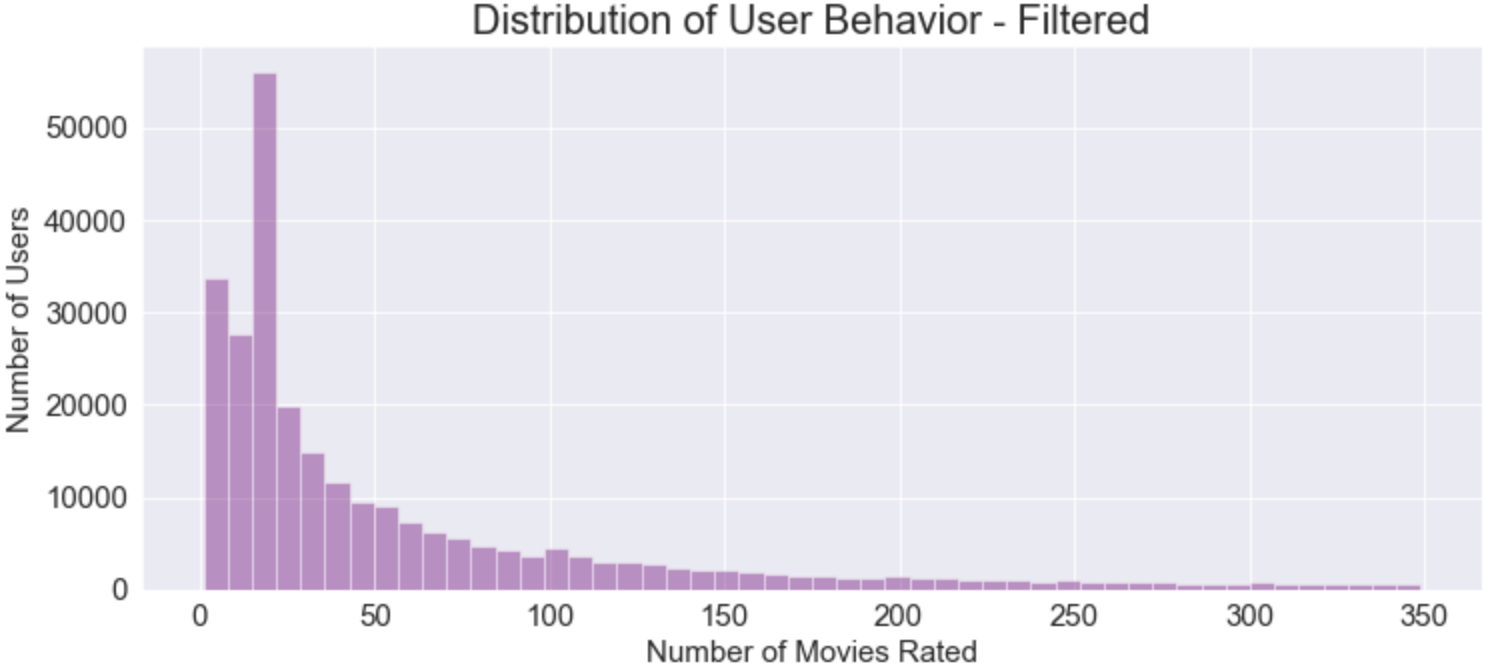 Distribution of User Behavior - Filtered
Number of Users
50000
40000
30000
20000
10000
0
0 50 100 150 200 250 300 350
Number of Movies Rated